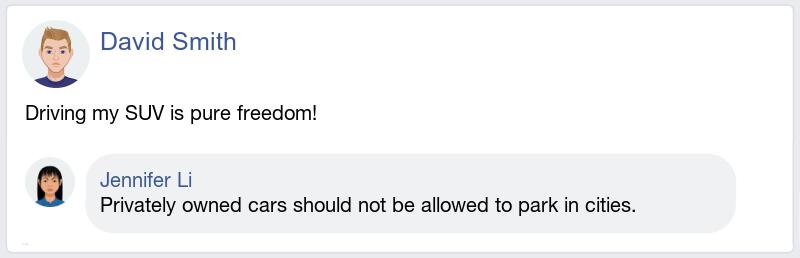 David Smith
Driving my SUV is pure freedom!
Jennifer Li
Privately owned cars should not be allowed to park in cities.